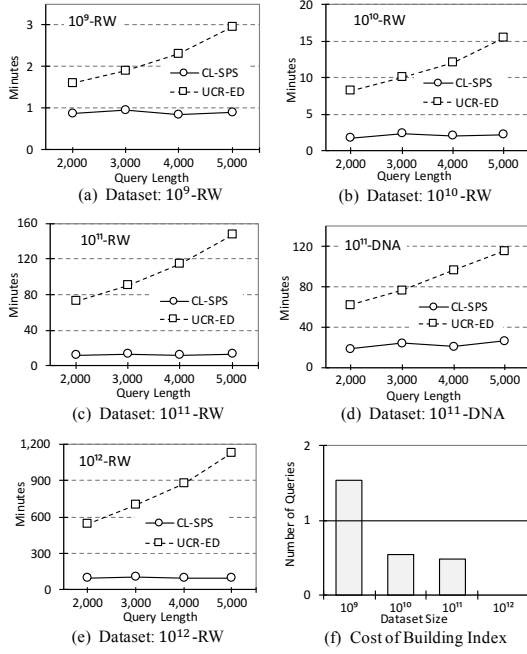 10⁹-RW
Minutes
3
2
1
0
CL-SPS
UCR-ED
2,000 3,000 4,000 5,000
Query Length
(a) Dataset: 10⁹-RW
10¹⁰-RW
Minutes
20
15
10
5
0
CL-SPS
UCR-ED
2,000 3,000 4,000 5,000
Query Length
(b) Dataset: 10¹⁰-RW
10¹¹-RW
Minutes
160
120
80
40
0
CL-SPS
UCR-ED
2,000 3,000 4,000 5,000
Query Length
(c) Dataset: 10¹¹-RW
10¹¹-DNA
Minutes
120
80
40
0
CL-SPS
UCR-ED
2,000 3,000 4,000 5,000
Query Length
(d) Dataset: 10¹¹-DNA
10¹²-RW
Minutes
1,200
900
600
300
0
CL-SPS
UCR-ED
2,000 3,000 4,000 5,000
Query Length
(e) Dataset: 10¹²-RW
Number of Queries
2
1
0
10⁹ 10¹⁰ 10¹¹ 10¹²
Dataset Size
(f) Cost of Building Index